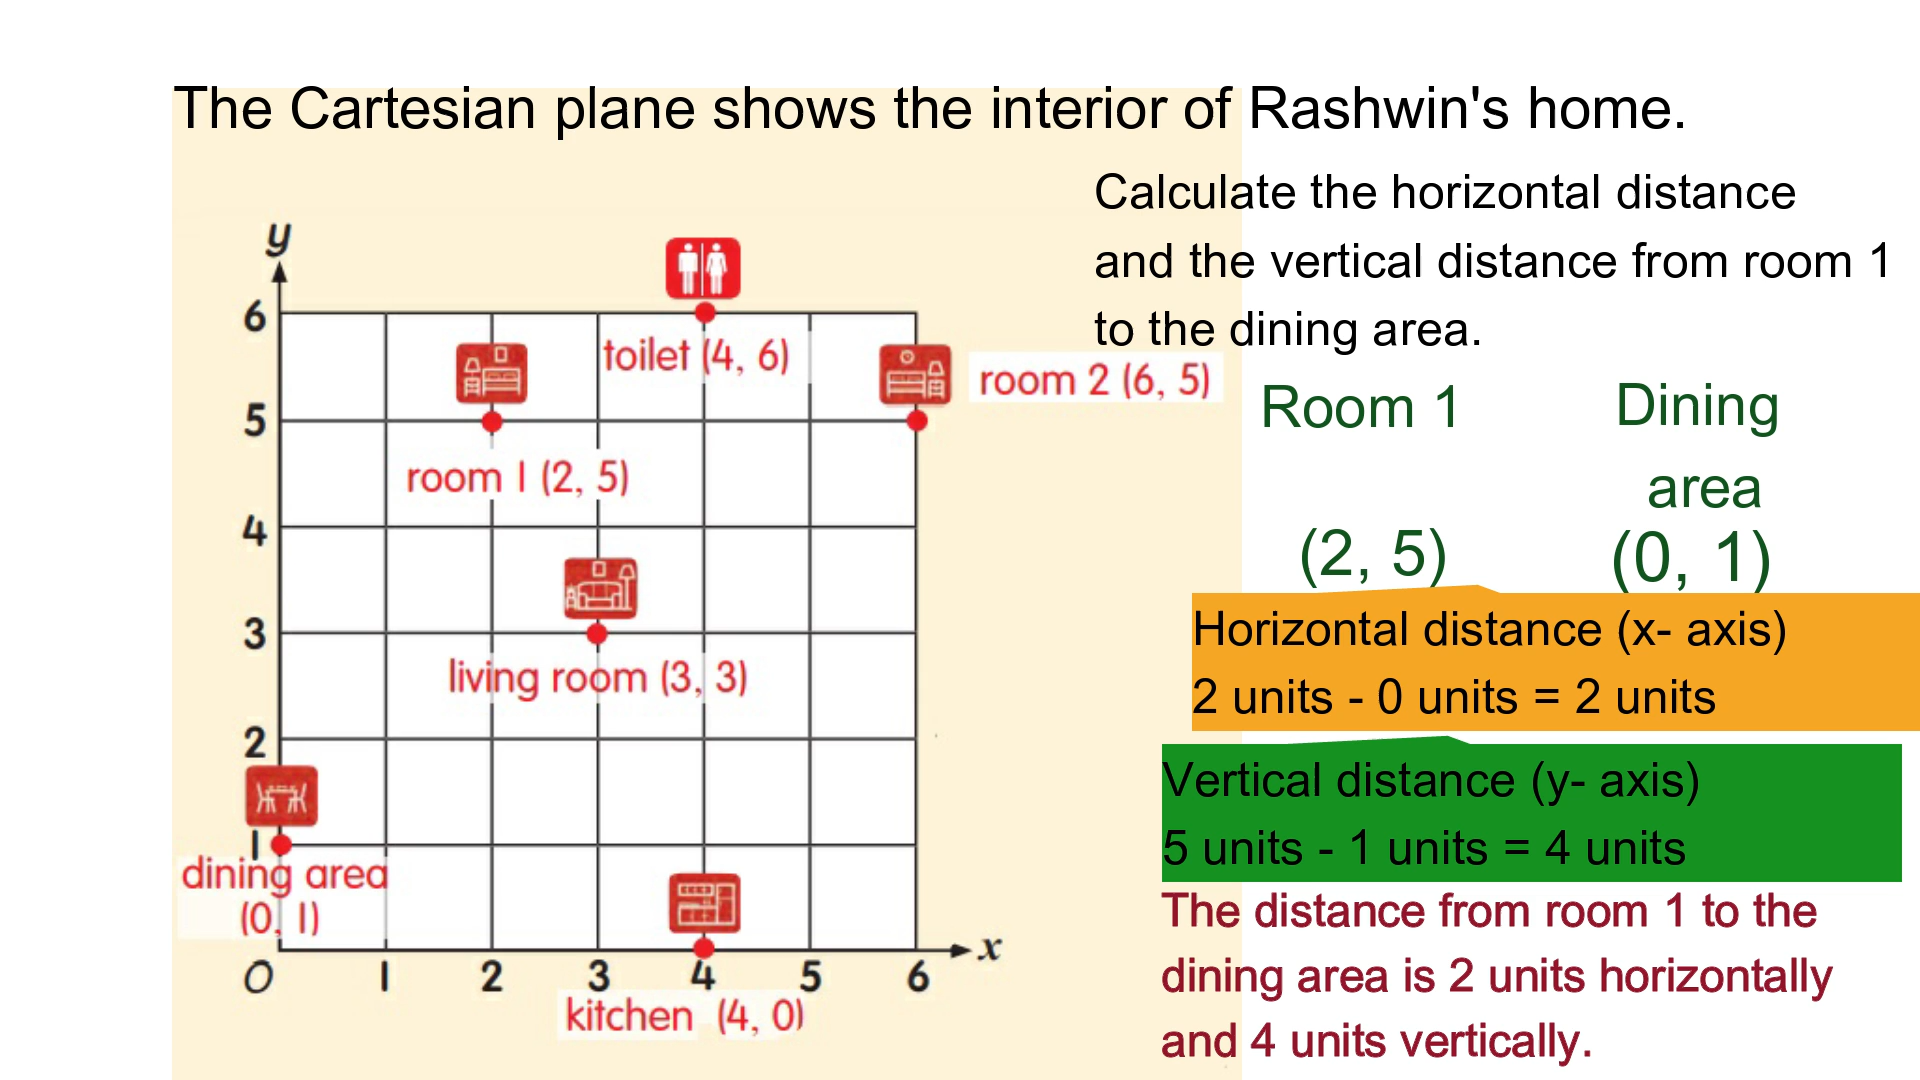 The Cartesian plane shows the interior of Rashwin's home.
Calculate the horizontal distance
and the vertical distance from room 1
to the dining area.
y
6
toilet (4, 6)
room 2 (6, 5)
5
room 1 (2, 5)
4
3
living room (3, 3)
2
1
dining area
(0, 1)
O 1 2 3 4 5 6 x
kitchen (4, 0)
Room 1
Dining
area
(2, 5)
(0, 1)
Horizontal distance (x- axis)
2 units - 0 units = 2 units
Vertical distance (y- axis)
5 units - 1 units = 4 units
The distance from room 1 to the
dining area is 2 units horizontally
and 4 units vertically.